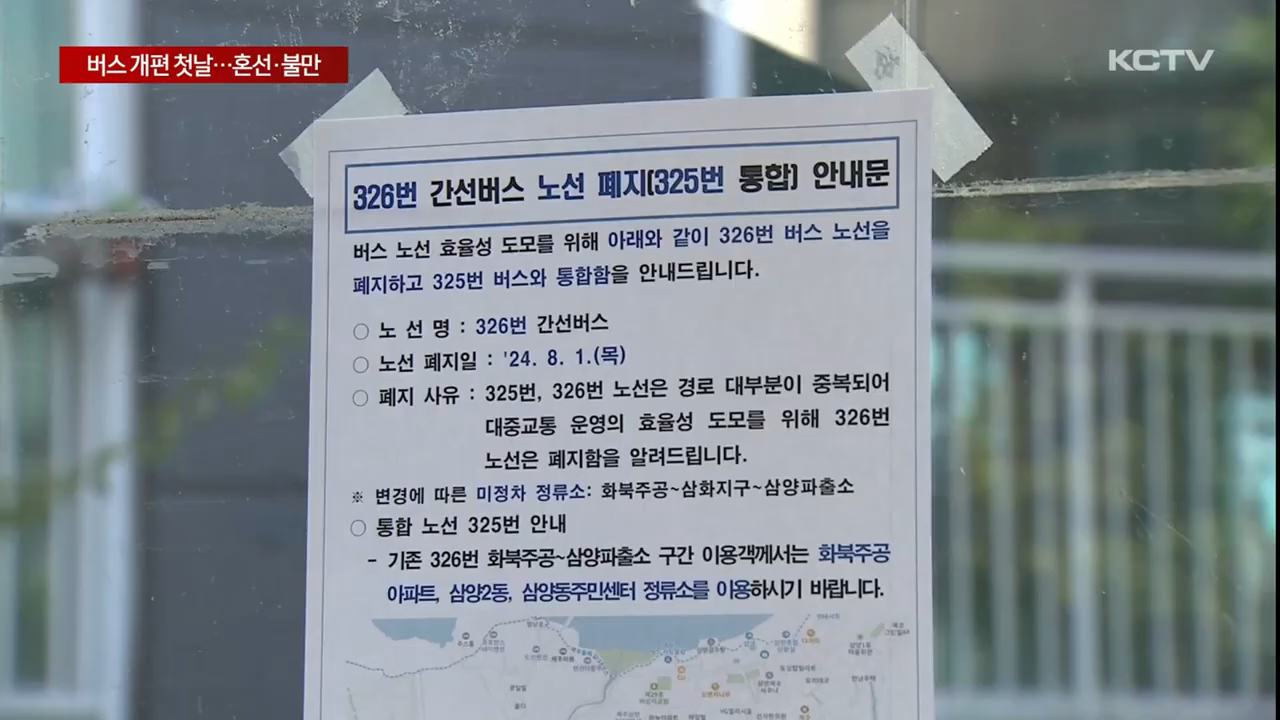 버스 개편 첫날…혼선·불만
KCTV
326번 간선버스 노선 폐지(325번 통합) 안내문
버스 노선 효율성 도모를 위해 아래와 같이 326번 버스 노선을
폐지하고 325번 버스와 통합함을 안내드립니다.
○ 노 선 명 : 326번 간선버스
○ 노선 폐지일 : '24. 8. 1.(목)
○ 폐지 사유 : 325번, 326번 노선은 경로 대부분이 중복되어
대중교통 운영의 효율성 도모를 위해 326번
노선은 폐지함을 알려드립니다.
※ 변경에 따른 미정차 정류소: 화북주공~삼화지구~삼양파출소
○ 통합 노선 325번 안내
- 기존 326번 화북주공~삼양파출소 구간 이용객께서는 화북주공
아파트, 삼양2동, 삼양동주민센터 정류소를 이용하시기 바랍니다.